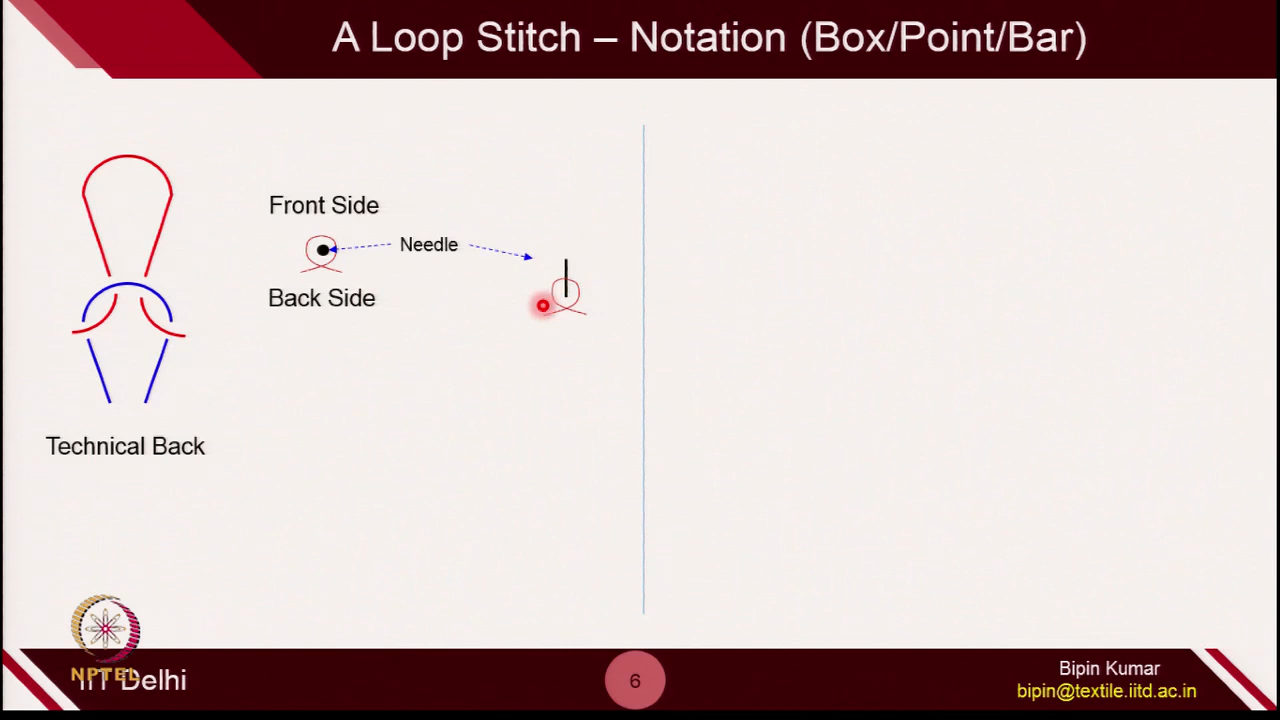 A Loop Stitch – Notation (Box/Point/Bar)
Front Side
Needle
Back Side
Technical Back
NPTEL
IIT Delhi
6
Bipin Kumar
bipin@textile.iitd.ac.in